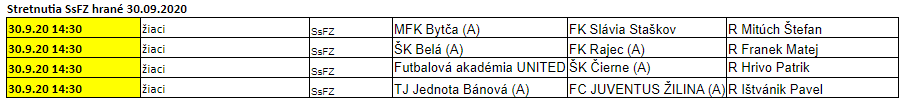 Stretnutia SsFZ hrané 30.09.2020
30.9.20 14:30 žiaci SsFZ MFK Bytča (A) FK Slávia Staškov R Mitúch Štefan
30.9.20 14:30 žiaci SsFZ ŠK Belá (A) FK Rajec (A) R Franek Matej
30.9.20 14:30 žiaci SsFZ Futbalová akadémia UNITED ŠK Čierne (A) R Hrivo Patrik
30.9.20 14:30 žiaci SsFZ TJ Jednota Bánová (A) FC JUVENTUS ŽILINA (A) R Ištvánik Pavel